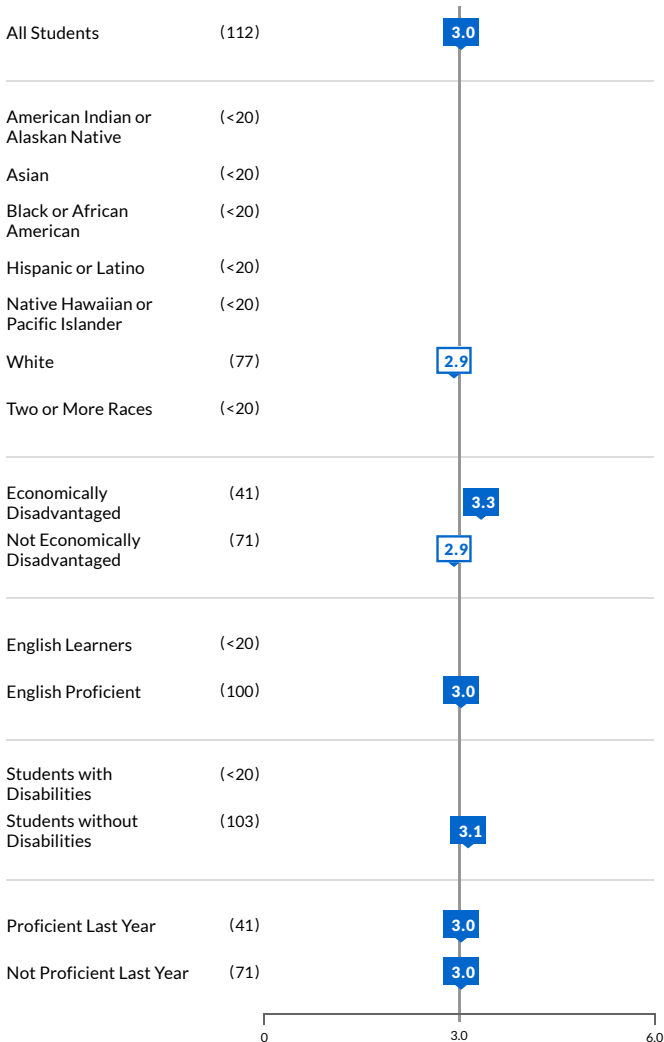 All Students (112) 3.0
American Indian or (<20)
Alaskan Native
Asian (<20)
Black or African (<20)
American
Hispanic or Latino (<20)
Native Hawaiian or (<20)
Pacific Islander
White (77) 2.9
Two or More Races (<20)
Economically (41) 3.3
Disadvantaged
Not Economically (71) 2.9
Disadvantaged
English Learners (<20)
English Proficient (100) 3.0
Students with (<20)
Disabilities
Students without (103) 3.1
Disabilities
Proficient Last Year (41) 3.0
Not Proficient Last Year (71) 3.0
0 3.0 6.0